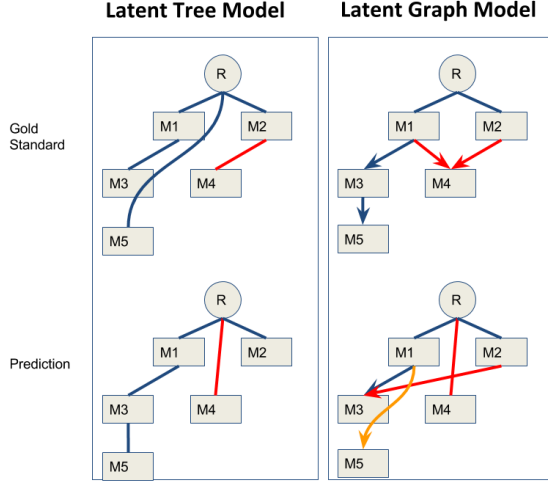 Latent Tree Model
Latent Graph Model
Gold
Standard
R
M1
M2
M3
M4
M5
R
M1
M2
M3
M4
M5
Prediction
R
M1
M2
M3
M4
M5
R
M1
M2
M3
M4
M5